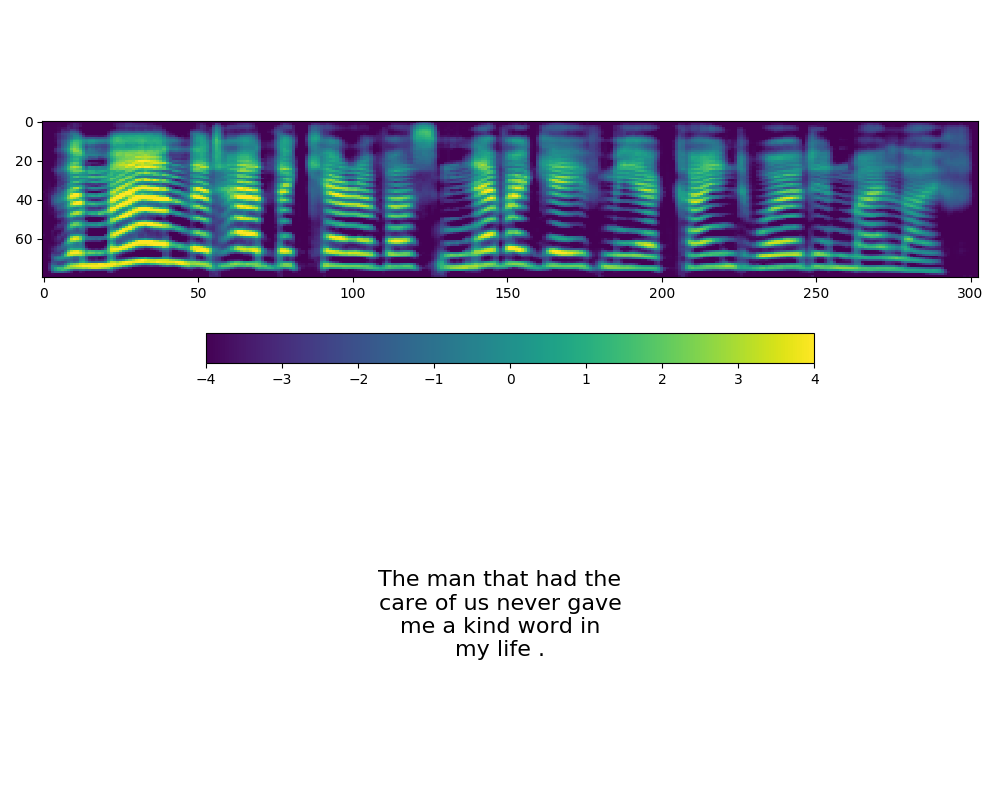 0
20
40
60
0 50 100 150 200 250 300
−4 −3 −2 −1 0 1 2 3 4
The man that had the
care of us never gave
me a kind word in
my life .